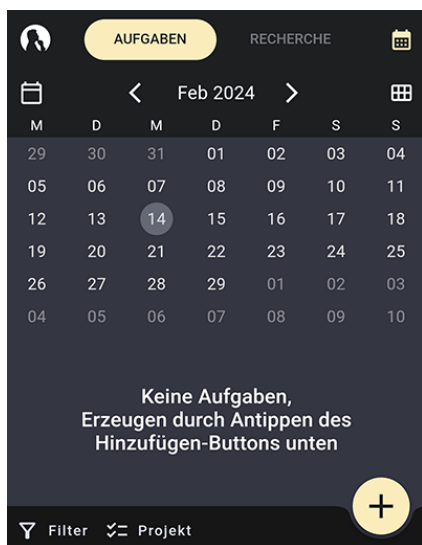 AUFGABEN RECHERCHE
Feb 2024
M D M D F S S
29 30 31 01 02 03 04
05 06 07 08 09 10 11
12 13 14 15 16 17 18
19 20 21 22 23 24 25
26 27 28 29 01 02 03
04 05 06 07 08 09 10
Keine Aufgaben,
Erzeugen durch Antippen des
Hinzufügen-Buttons unten
Filter Projekt